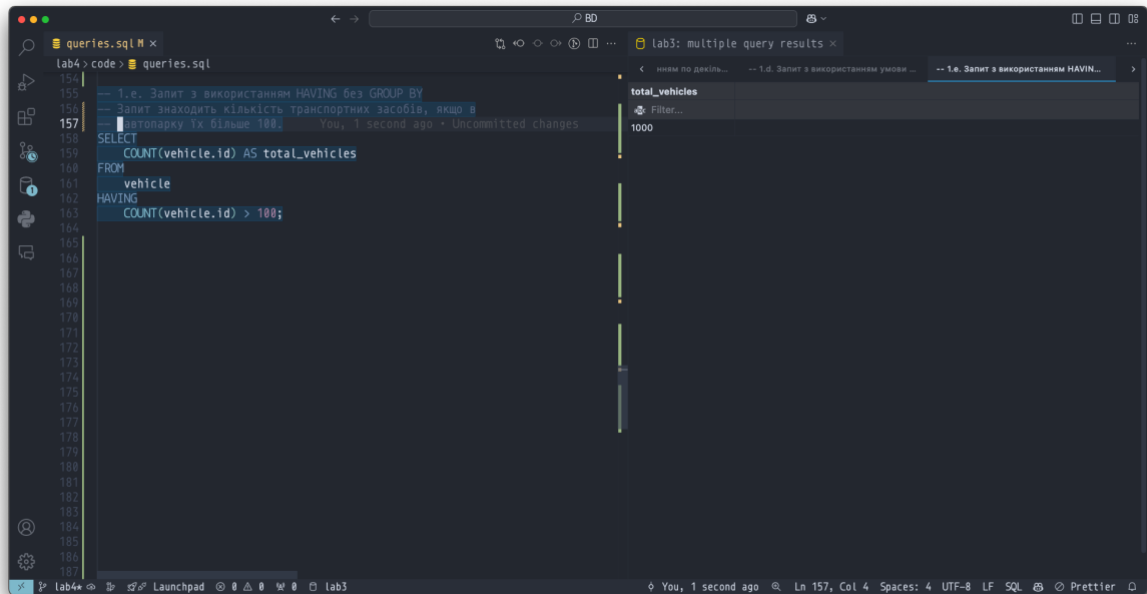 BD
queries.sql M ×
lab4 > code > queries.sql
154
155 -- 1.e. Запит з використанням HAVING без GROUP BY
156 -- Запит знаходить кількість транспортних засобів, якщо в
157 -- автопарку їх більше 100. You, 1 second ago • Uncommitted changes
158 SELECT
159 COUNT(vehicle.id) AS total_vehicles
160 FROM
161 vehicle
162 HAVING
163 COUNT(vehicle.id) > 100;
164
165
166
167
168
169
170
171
172
173
174
175
176
177
178
179
180
181
182
183
184
185
186
187
lab3: multiple query results ×
нням по декіль... -- 1.d. Запит з використанням умови ... -- 1.e. Запит з використанням HAVIN...
total_vehicles
Filter...
1000
1
lab4* Launchpad 0 0 0 lab3
You, 1 second ago Ln 157, Col 4 Spaces: 4 UTF-8 LF SQL Prettier